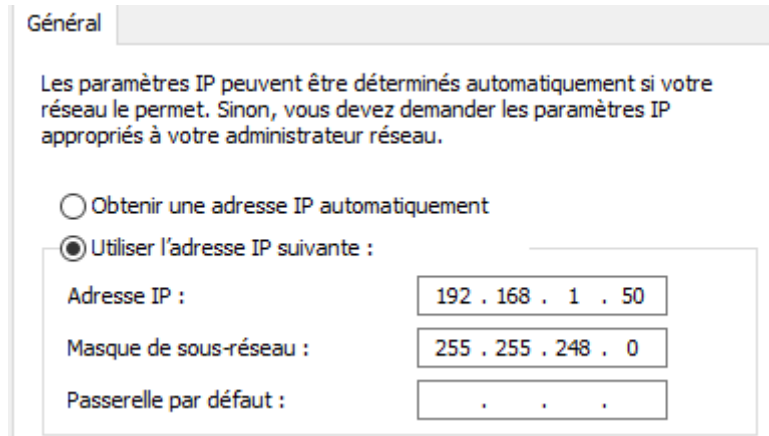 Général
Les paramètres IP peuvent être déterminés automatiquement si votre
réseau le permet. Sinon, vous devez demander les paramètres IP
appropriés à votre administrateur réseau.
Obtenir une adresse IP automatiquement
Utiliser l'adresse IP suivante :
Adresse IP : 192 . 168 . 1 . 50
Masque de sous-réseau : 255 . 255 . 248 . 0
Passerelle par défaut : . . .